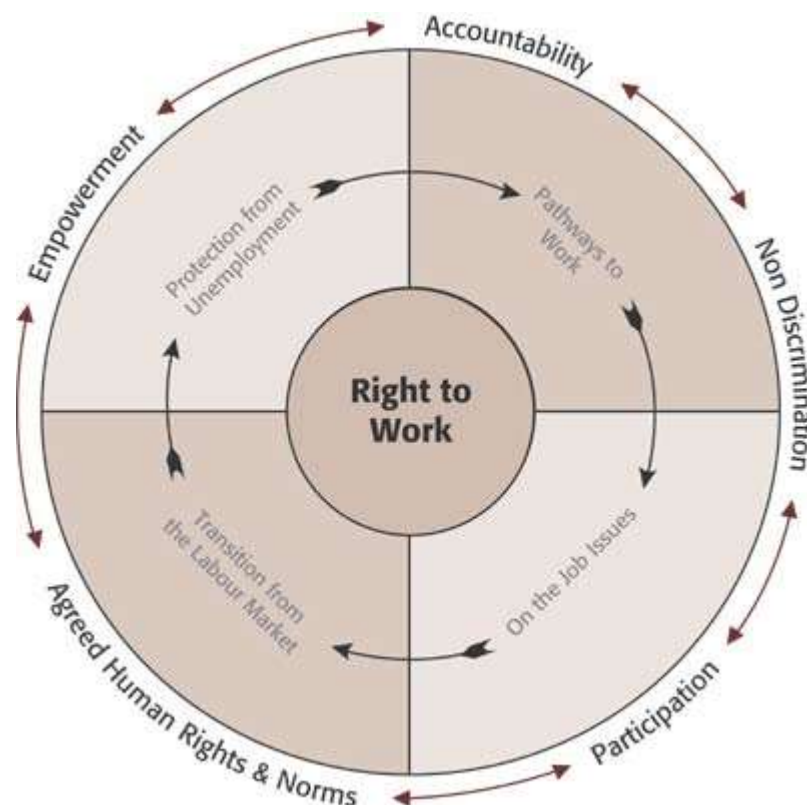 Accountability
Empowerment
Non Discrimination
Protection from
Unemployment
Pathways to
Work
Right to
Work
Transition from
the Labour Market
On the Job Issues
Agreed Human Rights & Norms
Participation